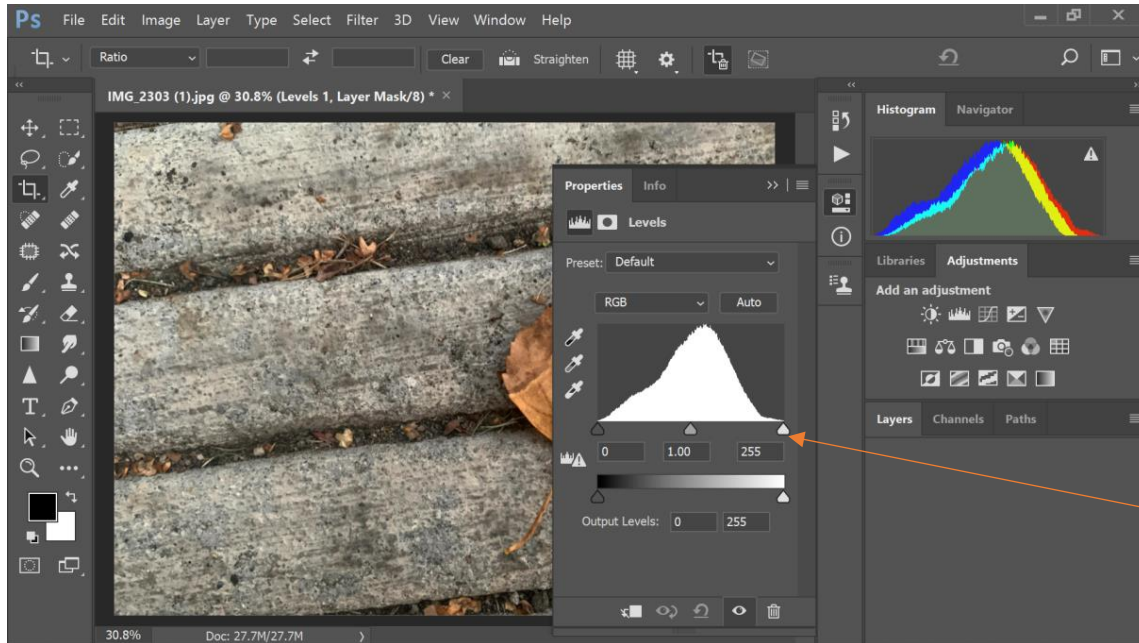 Ps File Edit Image Layer Type Select Filter 3D View Window Help
Ratio Clear Straighten
IMG_2303 (1).jpg @ 30.8% (Levels 1, Layer Mask/8) * ×
Histogram Navigator
Properties Info
Levels
Preset: Default
RGB Auto
0 1.00 255
Output Levels: 0 255
Libraries Adjustments
Add an adjustment
Layers Channels Paths
30.8% Doc: 27.7M/27.7M